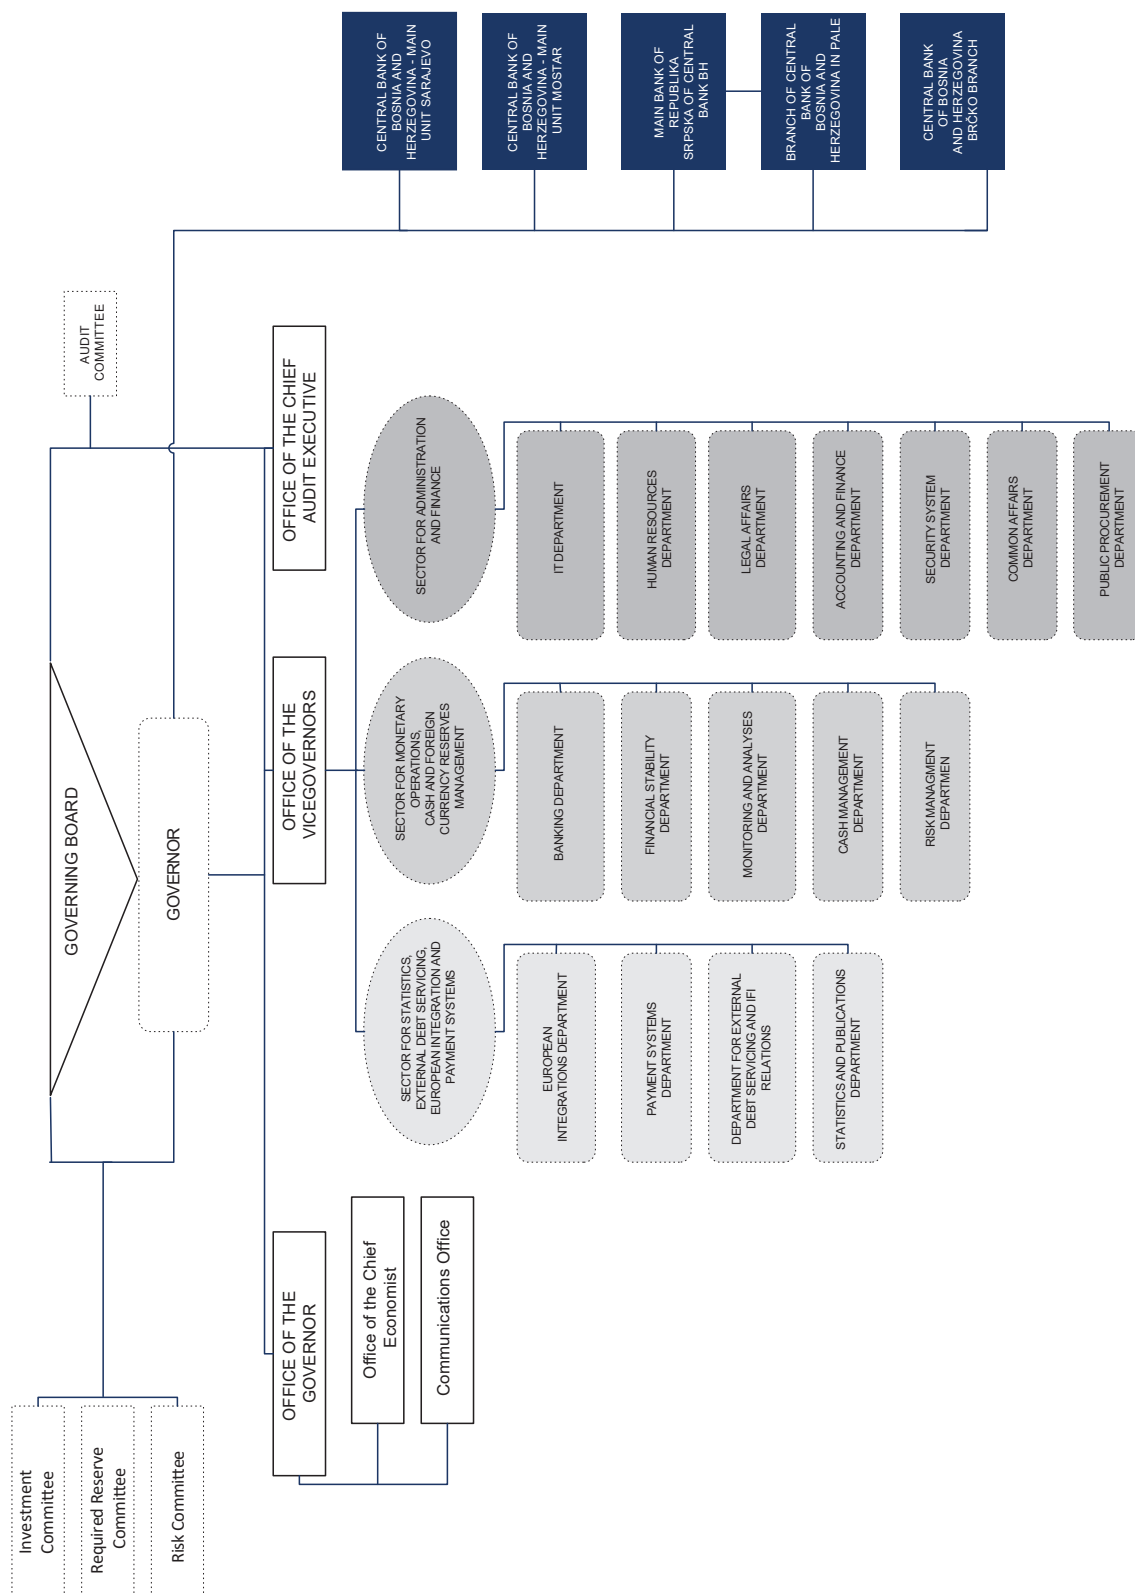 GOVERNING BOARD
GOVERNOR
Investment
Committee
Required Reserve
Committee
Risk Committee
AUDIT
COMMITTEE
OFFICE OF THE
GOVERNOR
Office of the Chief
Economist
Communications Office
OFFICE OF THE
VICEGOVERNORS
OFFICE OF THE CHIEF
AUDIT EXECUTIVE
SECTOR FOR STATISTICS,
EXTERNAL DEBT SERVICING,
EUROPEAN INTEGRATION AND
PAYMENT SYSTEMS
EUROPEAN
INTEGRATIONS DEPARTMENT
PAYMENT SYSTEMS
DEPARTMENT
DEPARTMENT FOR EXTERNAL
DEBT SERVICING AND IFI
RELATIONS
STATISTICS AND PUBLICATIONS
DEPARTMENT
SECTOR FOR MONETARY
OPERATIONS,
CASH AND FOREIGN
CURRENCY RESERVES
MANAGEMENT
BANKING DEPARTMENT
FINANCIAL STABILITY
DEPARTMENT
MONITORING AND ANALYSES
DEPARTMENT
CASH MANAGEMENT
DEPARTMENT
RISK MANAGMENT
DEPARTMEN
SECTOR FOR ADMINISTRATION
AND FINANCE
IT DEPARTMENT
HUMAN RESOURCES
DEPARTMENT
LEGAL AFFAIRS
DEPARTMENT
ACCOUNTING AND FINANCE
DEPARTMENT
SECURITY SYSTEM
DEPARTMENT
COMMON AFFAIRS
DEPARTMENT
PUBLIC PROCUREMENT
DEPARTMENT
CENTRAL BANK OF
BOSNIA AND
HERZEGOVINA - MAIN
UNIT SARAJEVO
CENTRAL BANK OF
BOSNIA AND
HERZEGOVINA - MAIN
UNIT MOSTAR
MAIN BANK OF
REPUBLIKA
SRPSKA OF CENTRAL
BANK BH
BRANCH OF CENTRAL
BANK OF
BOSNIA AND
HERZEGOVINA IN PALE
CENTRAL BANK
OF BOSNIA
AND HERZEGOVINA
BRČKO BRANCH